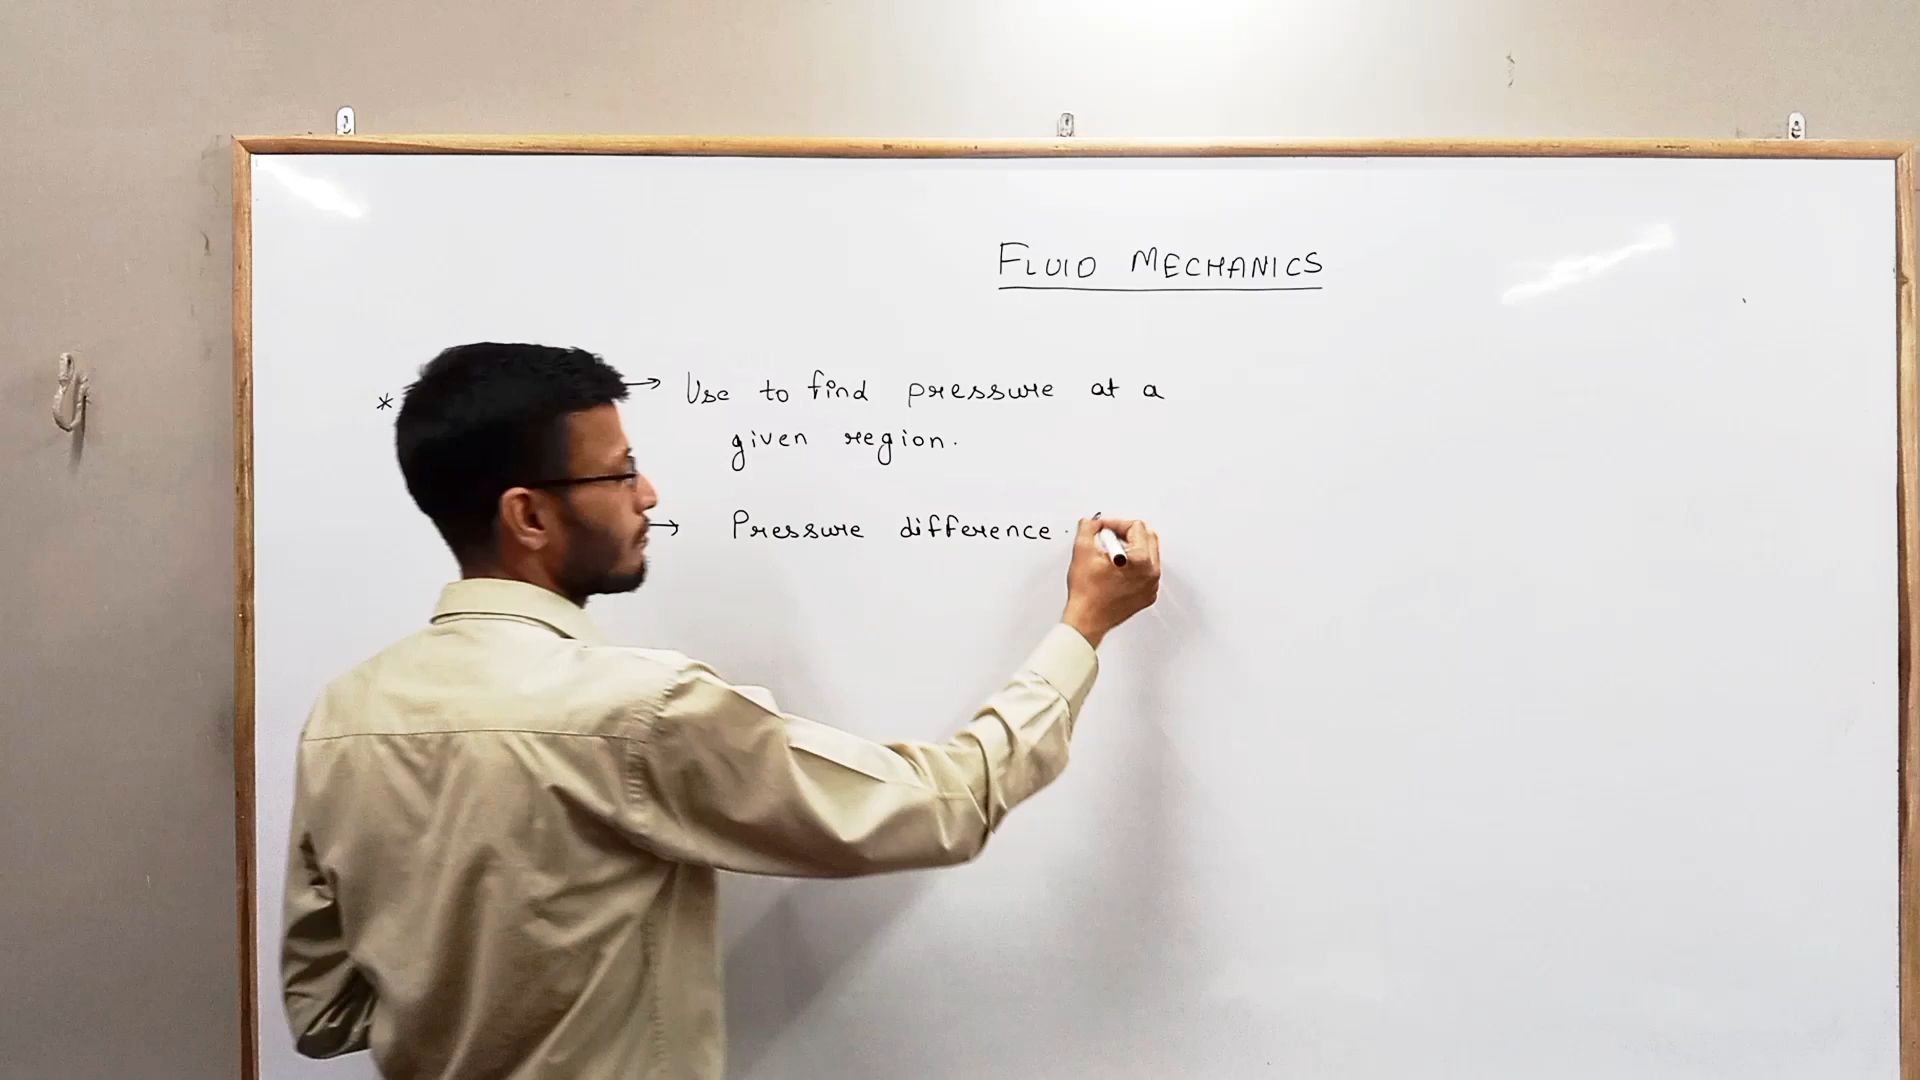 FLUID MECHANICS
* → Use to find pressure at a
given region.
→ Pressure difference.